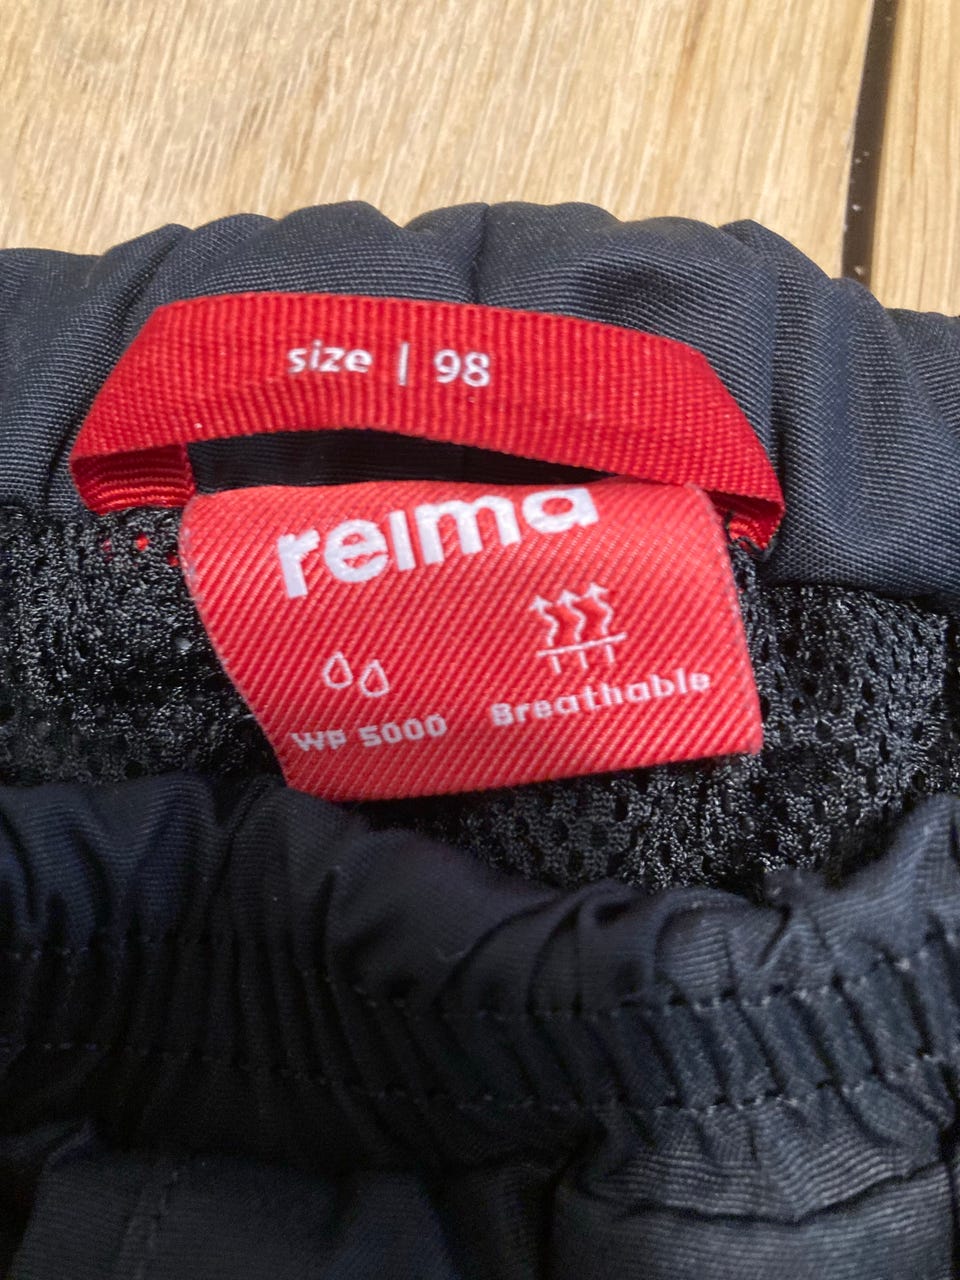 size | 98
reima
WP 5000
Breathable